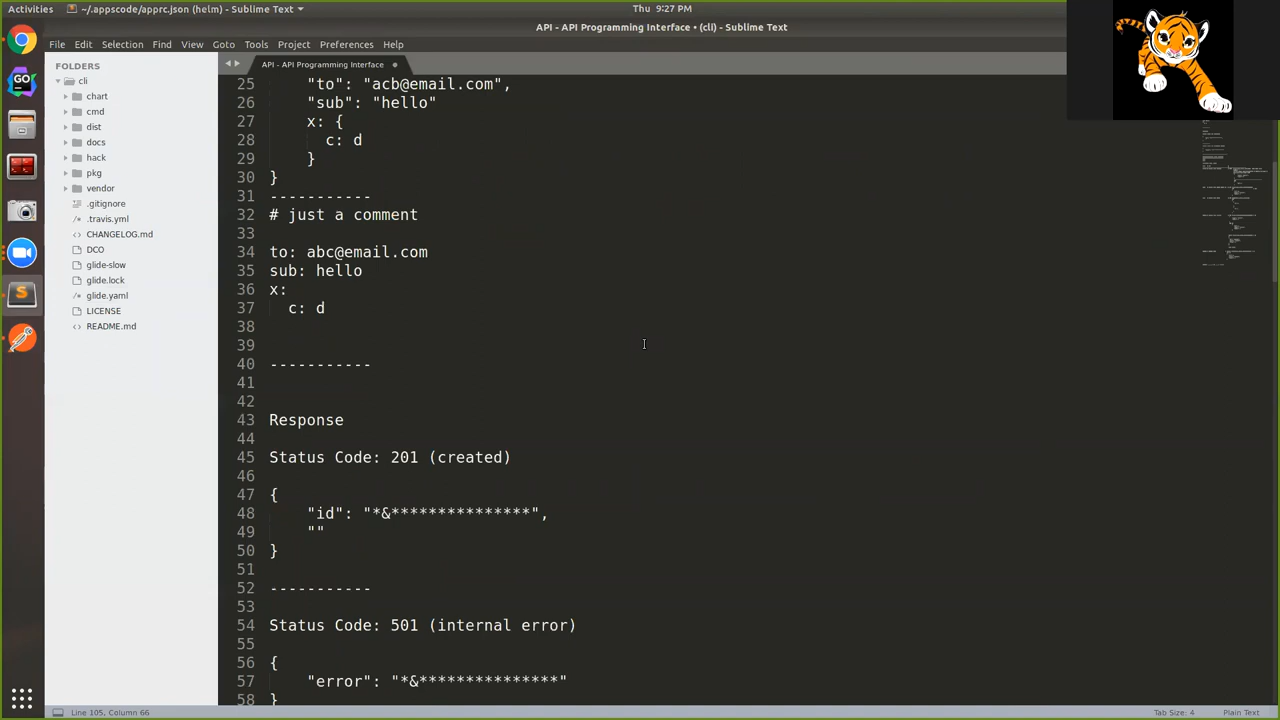 Activities
~/.appscode/apprc.json (helm) - Sublime Text
Thu 9:27 PM
API - API Programming Interface • (cli) - Sublime Text
File Edit Selection Find View Goto Tools Project Preferences Help
FOLDERS
cli
chart
cmd
dist
docs
hack
pkg
vendor
.gitignore
.travis.yml
CHANGELOG.md
DCO
glide-slow
glide.lock
glide.yaml
LICENSE
README.md
API - API Programming Interface
25 "to": "acb@email.com",
26 "sub": "hello"
27 x: {
28 c: d
29 }
30 }
31 -----------
32 # just a comment
33
34 to: abc@email.com
35 sub: hello
36 x:
37 c: d
38
39
40 -----------
41
42
43 Response
44
45 Status Code: 201 (created)
46
47 {
48 "id": "*&***************",
49 ""
50 }
51
52 -----------
53
54 Status Code: 501 (internal error)
55
56 {
57 "error": "*&***************"
58 }
Line 105, Column 66
Tab Size: 4
Plain Text